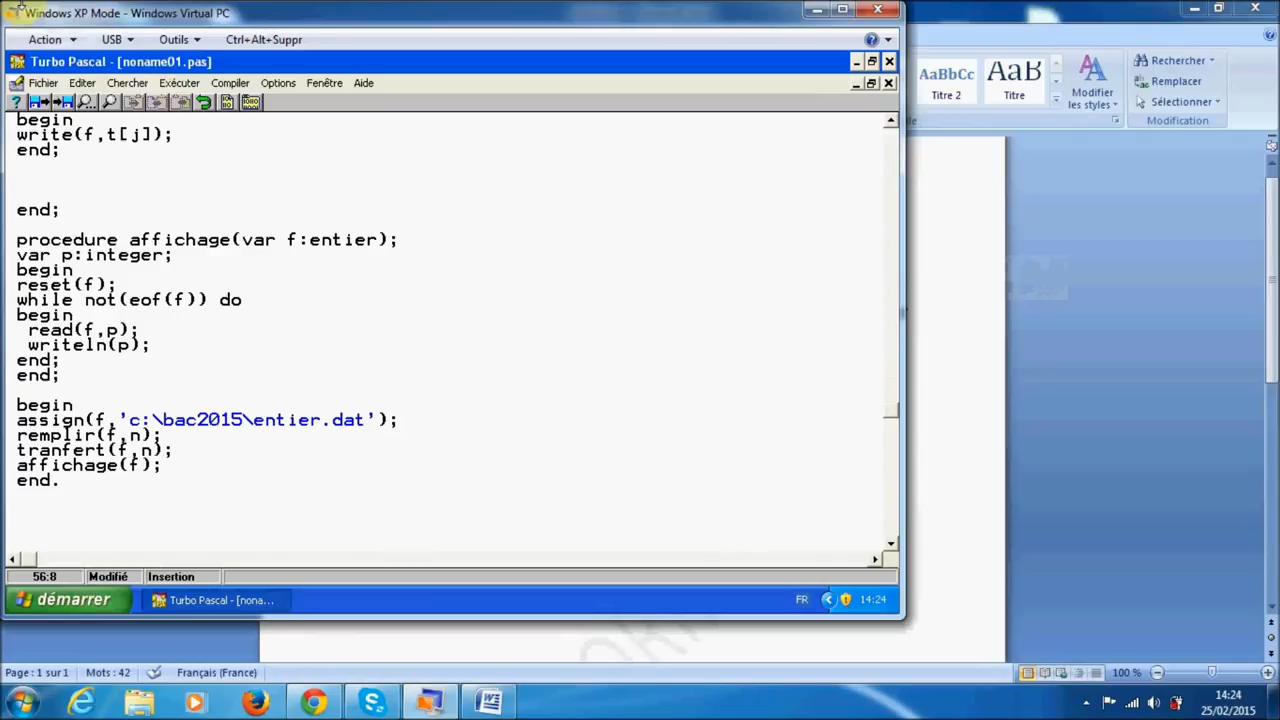 Windows XP Mode - Windows Virtual PC
Action USB Outils Ctrl+Alt+Suppr
Turbo Pascal - [noname01.pas]
Fichier Editer Chercher Exécuter Compiler Options Fenêtre Aide
begin
write(f,t[j]);
end;
end;
procedure affichage(var f:entier);
var p:integer;
begin
reset(f);
while not(eof(f)) do
begin
read(f,p);
writeln(p);
end;
end;
begin
assign(f,'c:\bac2015\entier.dat');
remplir(f,n);
tranfert(f,n);
affichage(f);
end.
56:8 Modifié Insertion
démarrer Turbo Pascal - [nona... FR 14:24
AaBbCc AaB
Titre 2 Titre
Modifier les styles
Rechercher
Remplacer
Sélectionner
Modification
Page : 1 sur 1 Mots : 42 Français (France) 100 %
14:24
25/02/2015